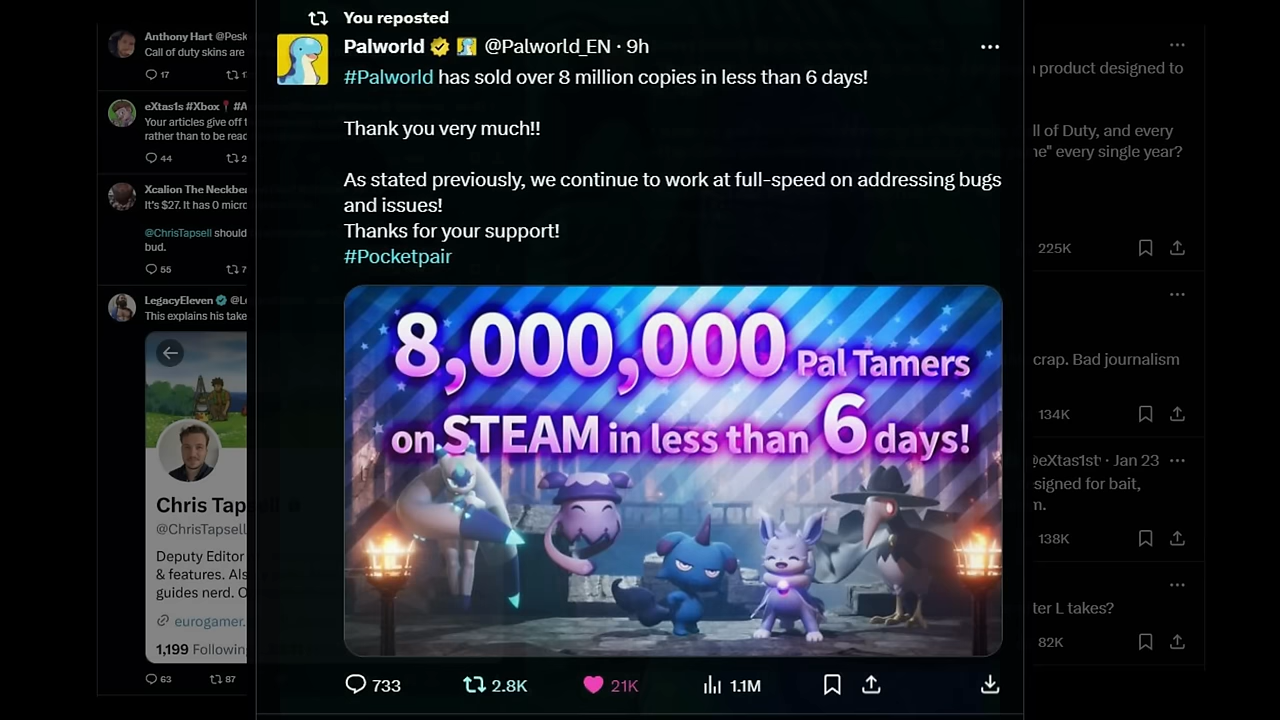 You reposted
Palworld @Palworld_EN · 9h
#Palworld has sold over 8 million copies in less than 6 days!
Thank you very much!!
As stated previously, we continue to work at full-speed on addressing bugs
and issues!
Thanks for your support!
#Pocketpair
8,000,000 Pal Tamers
on STEAM in less than 6 days!
733
2.8K
21K
1.1M
Anthony Hart @Pesk
Call of duty skins are
17
eXtas1s #Xbox #A
Your articles give off
rather than to be read
44
Xcalion The Neckbea
It's $27. It has 0 micro
@ChrisTapsell should
bud.
55
LegacyEleven @Le
This explains his take
Chris Tap
@ChrisTapsell
Deputy Editor
& features. Als
guides nerd. O
eurogamer.
1,199 Followin
63
87
product designed to
ll of Duty, and every
ne" every single year?
225K
crap. Bad journalism
134K
@eXtas1st · Jan 23
signed for bait,
138K
ter L takes?
82K